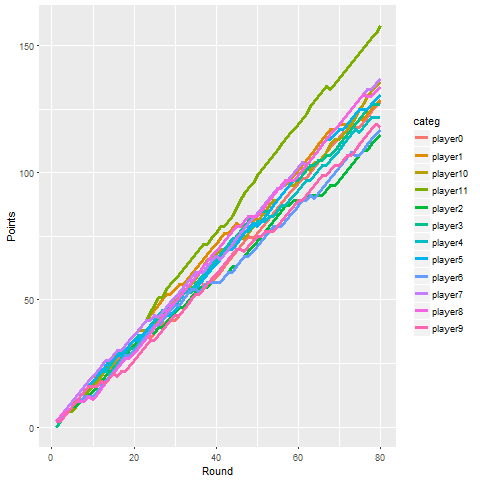 150
100
50
0
Points
0
20
40
60
80
Round
categ
player0
player1
player10
player11
player2
player3
player4
player5
player6
player7
player8
player9